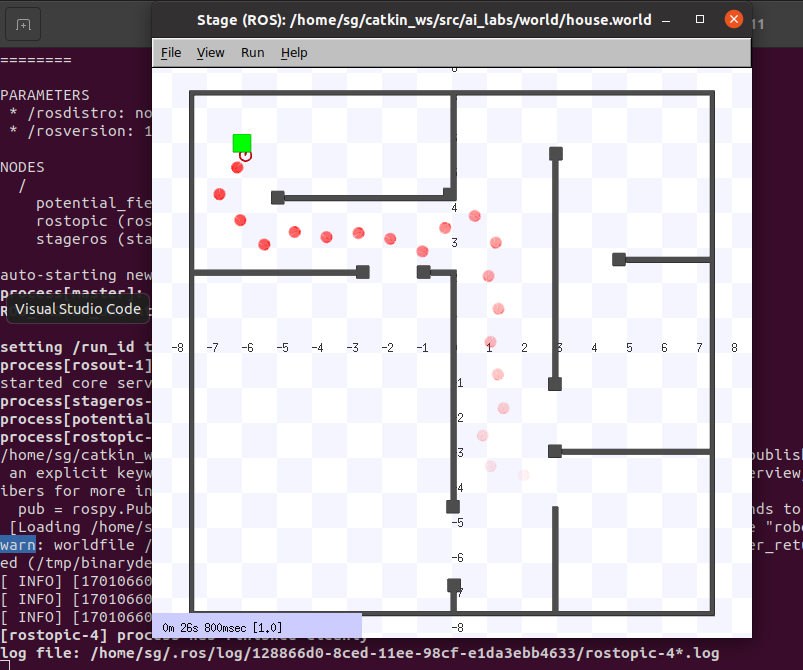 Stage (ROS): /home/sg/catkin_ws/src/ai_labs/world/house.world
11
File View Run Help
========
PARAMETERS
* /rosdistro: no
* /rosversion: 1
NODES
/
potential_fie
rostopic (ros
stageros (sta
auto-starting new
process[master]:
Visual Studio Code
setting /run_id t
process[rosout-1]
started core serv
process[stageros-
process[potential
process[rostopic-
/home/sg/catkin_w
publish
an explicit keyw
erview,
ibers for more in
pub = rospy.Pub
nds to
[Loading /home/s
e "robo
warn: worldfile /
er_retu
ed (/tmp/binaryde
[ INFO] [17010660
[ INFO] [17010660
[ INFO] [17010660
[rostopic-4] process has finished cleanly
log file: /home/sg/.ros/log/128866d0-8ced-11ee-98cf-e1da3ebb4633/rostopic-4*.log
4
3
-8 -7 -6 -5 -4 -3 -2 -1 1 2 3 4 5 6 7 8
1
2
3
4
-5
-6
7
-8
0m 26s 800msec [1.0]